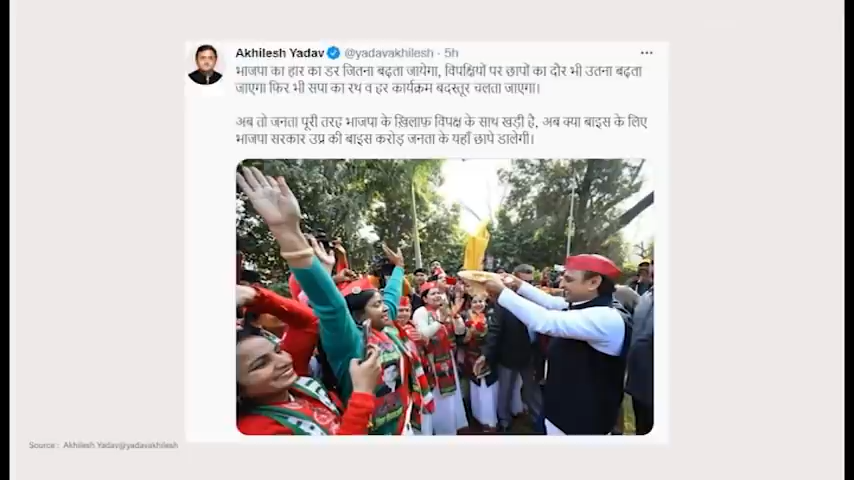 Akhilesh Yadav @yadavakhilesh · 5h
भाजपा का हार का डर जितना बढ़ता जायेगा, विपक्षियों पर छापों का दौर भी उतना बढ़ता
जाएगा फिर भी सपा का रथ व हर कार्यक्रम बदस्तूर चलता जाएगा।
अब तो जनता पूरी तरह भाजपा के ख़िलाफ़ विपक्ष के साथ खड़ी है, अब क्या बाइस के लिए
भाजपा सरकार उप्र की बाइस करोड़ जनता के यहाँ छापे डालेगी।
Source : Akhilesh Yadav@yadavakhilesh